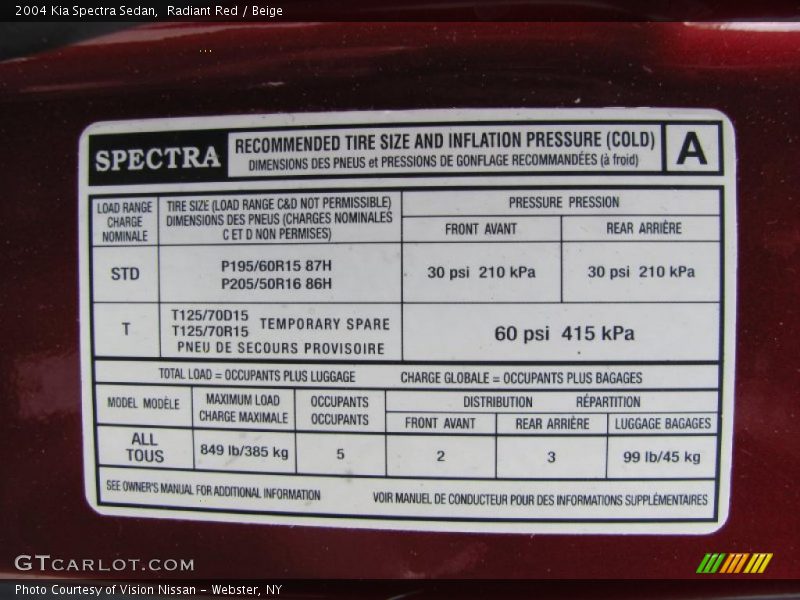 2004 Kia Spectra Sedan,  Radiant Red / Beige
SPECTRA
RECOMMENDED TIRE SIZE AND INFLATION PRESSURE (COLD)
DIMENSIONS DES PNEUS et PRESSIONS DE GONFLAGE RECOMMANDÉES (à froid)
A
LOAD RANGE
CHARGE
NOMINALE
TIRE SIZE (LOAD RANGE C&D NOT PERMISSIBLE)
DIMENSIONS DES PNEUS (CHARGES NOMINALES
C ET D NON PERMISES)
PRESSURE PRESSION
FRONT AVANT
REAR ARRIÈRE
STD
P195/60R15 87H
P205/50R16 86H
30 psi 210 kPa
30 psi 210 kPa
T
T125/70D15
T125/70R15
TEMPORARY SPARE
PNEU DE SECOURS PROVISOIRE
60 psi 415 kPa
TOTAL LOAD = OCCUPANTS PLUS LUGGAGE
CHARGE GLOBALE = OCCUPANTS PLUS BAGAGES
MODEL MODÈLE
MAXIMUM LOAD
CHARGE MAXIMALE
OCCUPANTS
OCCUPANTS
DISTRIBUTION RÉPARTITION
FRONT AVANT
REAR ARRIÈRE
LUGGAGE BAGAGES
ALL
TOUS
849 lb/385 kg
5
2
3
99 lb/45 kg
SEE OWNER'S MANUAL FOR ADDITIONAL INFORMATION
VOIR MANUEL DE CONDUCTEUR POUR DES INFORMATIONS SUPPLÉMENTAIRES
GTCARLOT.COM
Photo Courtesy of Vision Nissan – Webster, NY